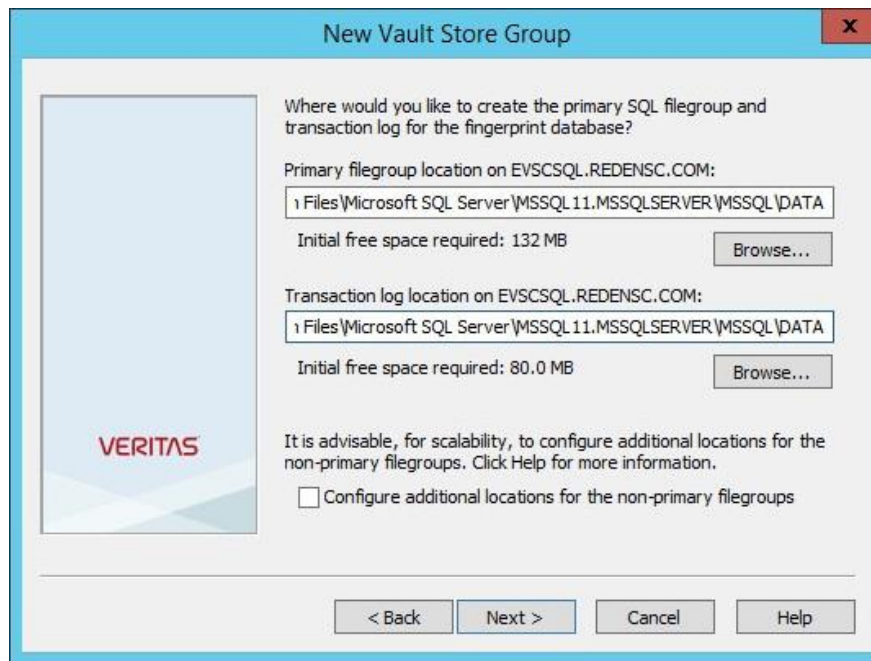 New Vault Store Group
X
Where would you like to create the primary SQL filegroup and
transaction log for the fingerprint database?
Primary filegroup location on EVSCSQL.REDENSC.COM:
Files\Microsoft SQL Server\MSSQL11.MSSQLSERVER\MSSQL\DATA
Initial free space required: 132 MB
Browse...
Transaction log location on EVSCSQL.REDENSC.COM:
Files\Microsoft SQL Server\MSSQL11.MSSQLSERVER\MSSQL\DATA
Initial free space required: 80.0 MB
Browse...
VERITAS
It is advisable, for scalability, to configure additional locations for the
non-primary filegroups. Click Help for more information.
Configure additional locations for the non-primary filegroups
< Back
Next >
Cancel
Help